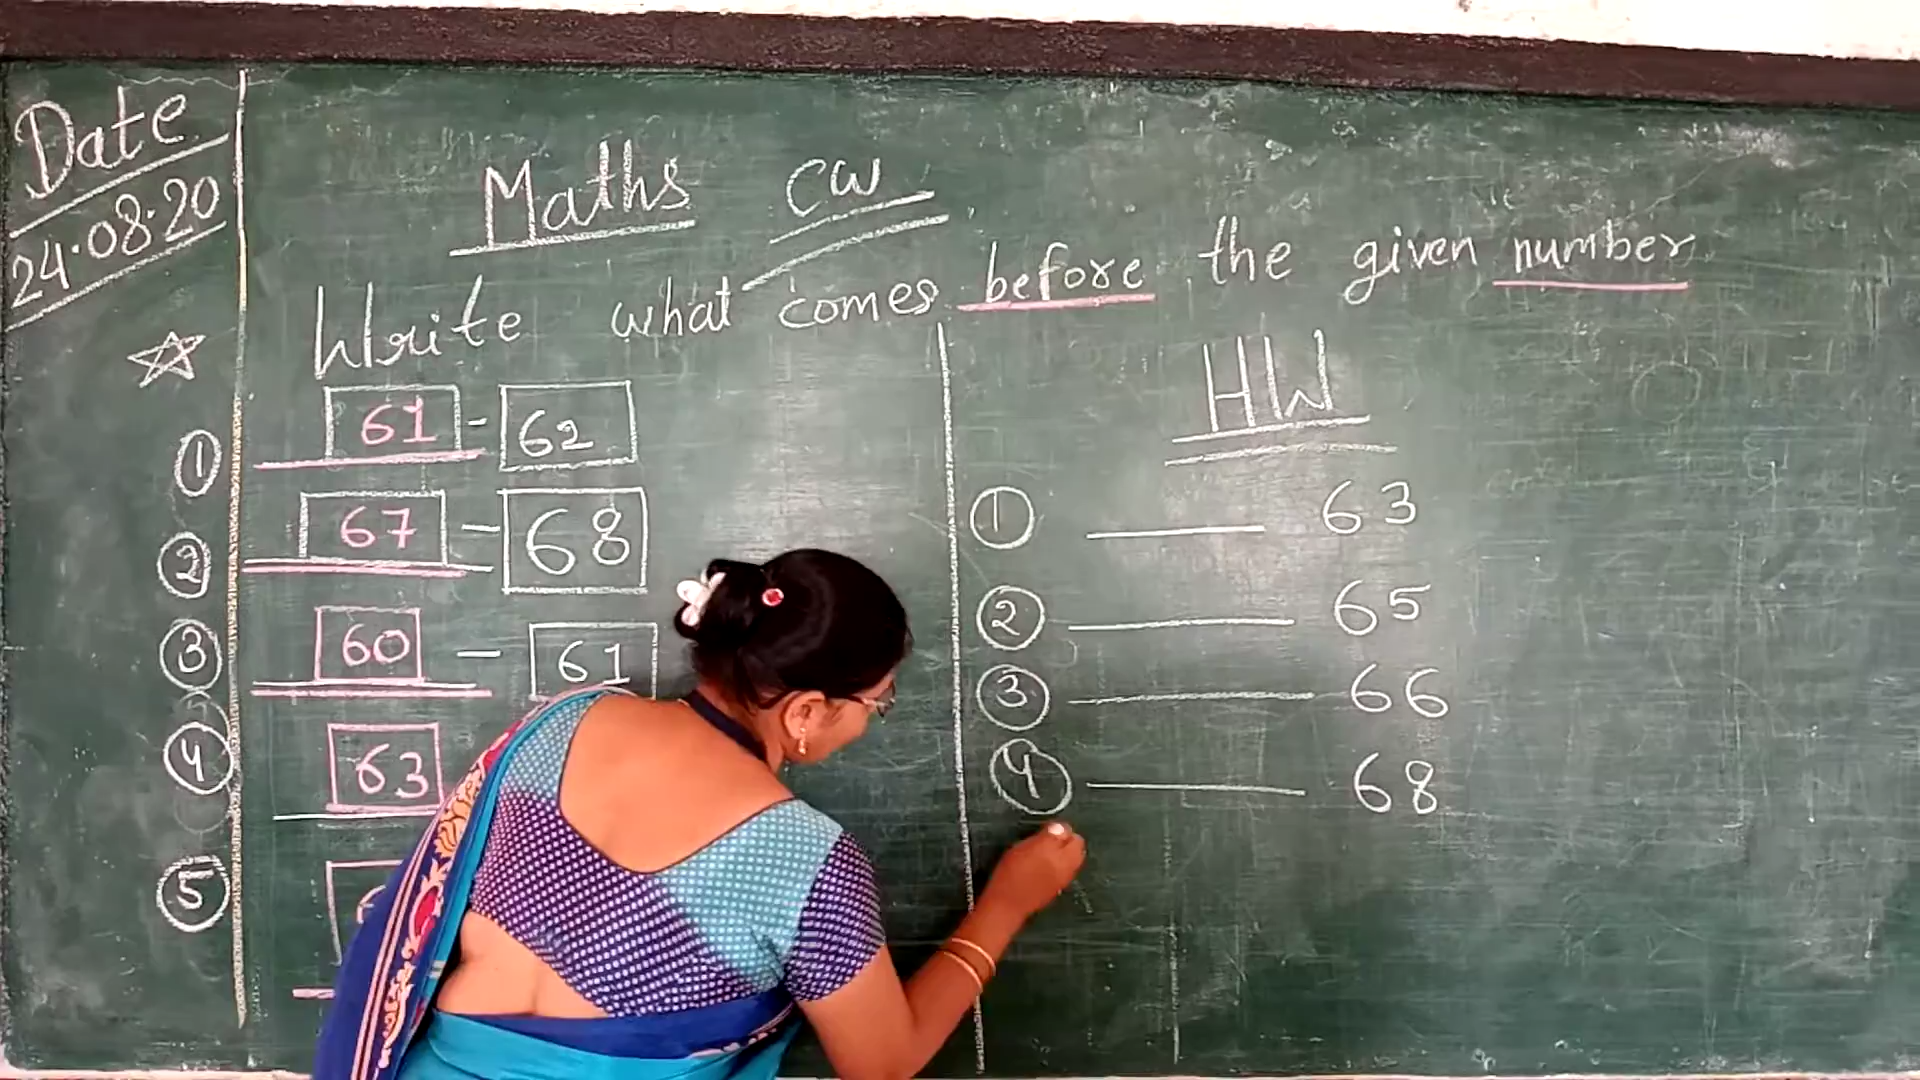 Date
24.08.20
Maths CW
Write what comes before the given number
① 61 - 62
② 67 - 68
③ 60 - 61
④ 63
⑤
HW
① ____ 63
② ____ 65
③ ____ 66
④ ____ 68